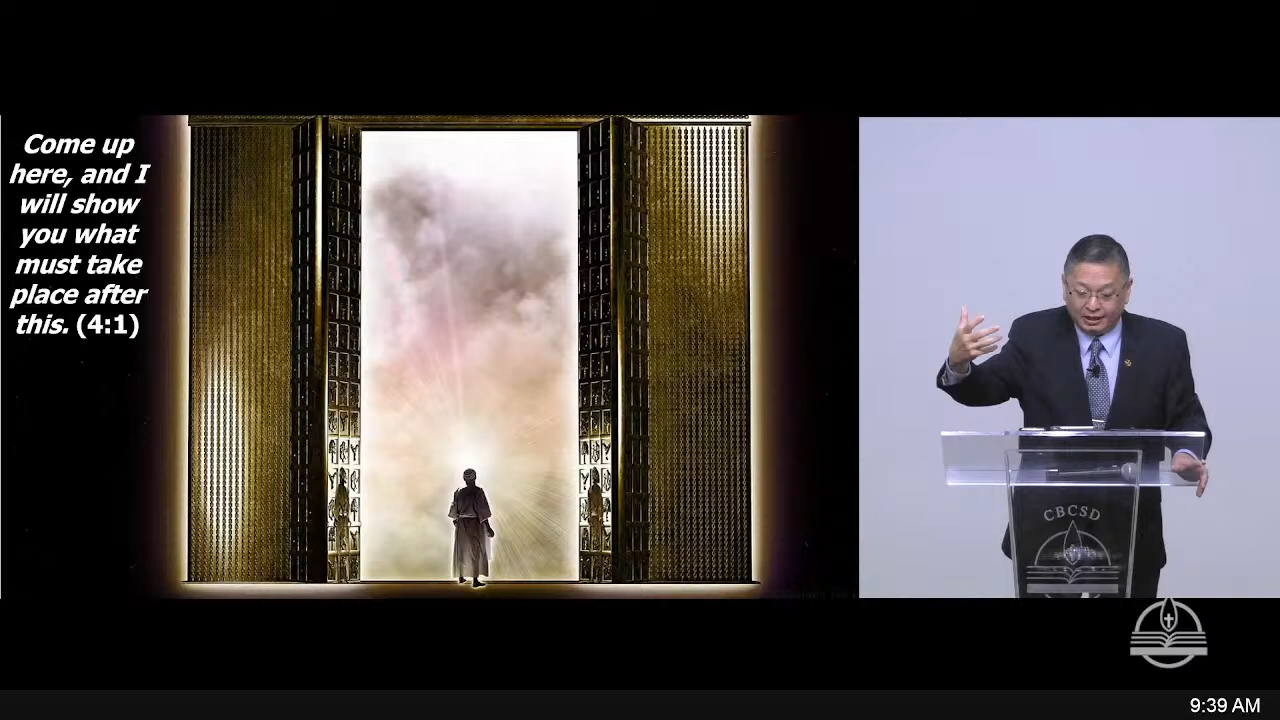 Come up
here, and I
will show
you what
must take
place after
this. (4:1)
CBCSD
9:39 AM